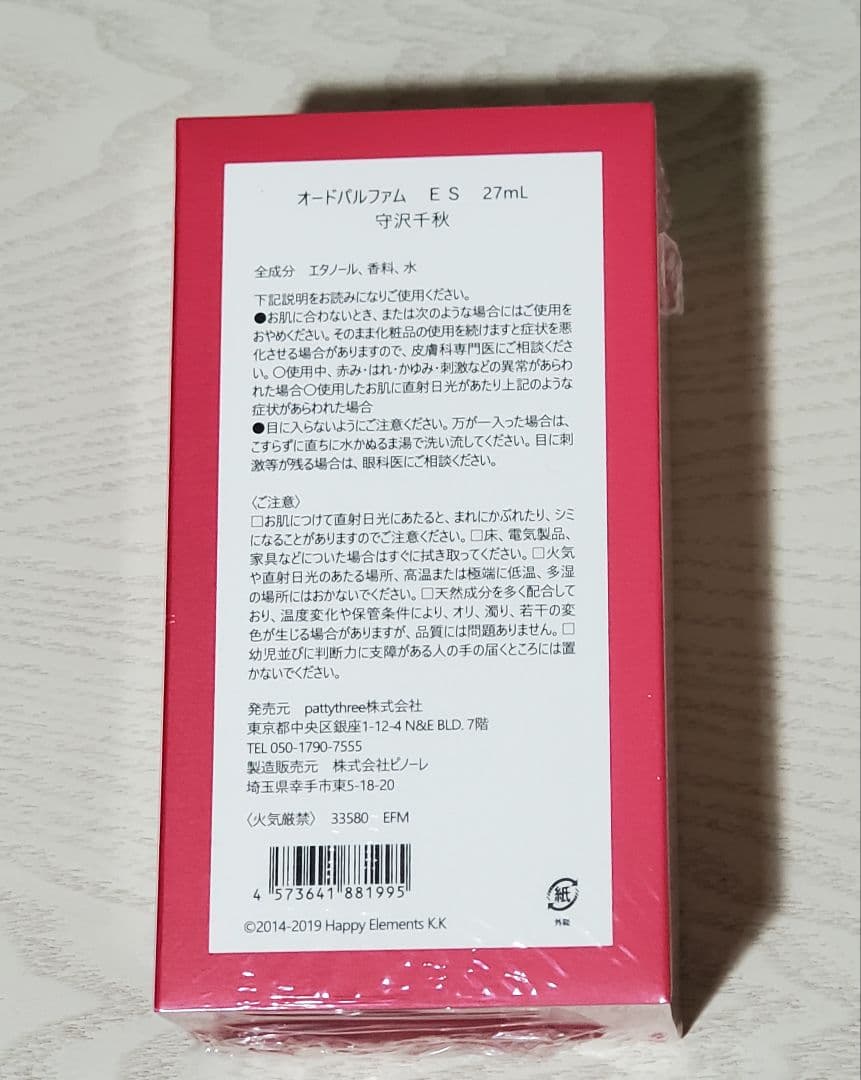 オードパルファム　ＥＳ　27mL
守沢千秋
全成分　エタノール、香料、水
下記説明をお読みになりご使用ください。
●お肌に合わないとき、または次のような場合にはご使用を
おやめください。そのまま化粧品の使用を続けますと症状を悪
化させる場合がありますので、皮膚科専門医にご相談くださ
い。〇使用中、赤み・はれ・かゆみ・刺激などの異常があらわ
れた場合〇使用したお肌に直射日光があたり上記のような
症状があらわれた場合
●目に入らないようにご注意ください。万が一入った場合は、
こすらずに直ちに水かぬるま湯で洗い流してください。目に刺
激等が残る場合は、眼科医にご相談ください。
〈ご注意〉
□お肌につけて直射日光にあたると、まれにかぶれたり、シミ
になることがありますのでご注意ください。□床、電気製品、
家具などについた場合はすぐに拭き取ってください。□火気
や直射日光のあたる場所、高温または極端に低温、多湿
の場所にはおかないでください。□天然成分を多く配合して
おり、温度変化や保管条件により、オリ、濁り、若干の変
色が生じる場合がありますが、品質には問題ありません。□
幼児並びに判断力に支障がある人の手の届くところには置
かないでください。
発売元　pattythree株式会社
東京都中央区銀座1-12-4 N&E BLD. 7階
TEL 050-1790-7555
製造販売元　株式会社ピノーレ
埼玉県幸手市東5-18-20
〈火気厳禁〉　33580　EFM
4 573641 881995
紙
外箱
©2014-2019 Happy Elements K.K